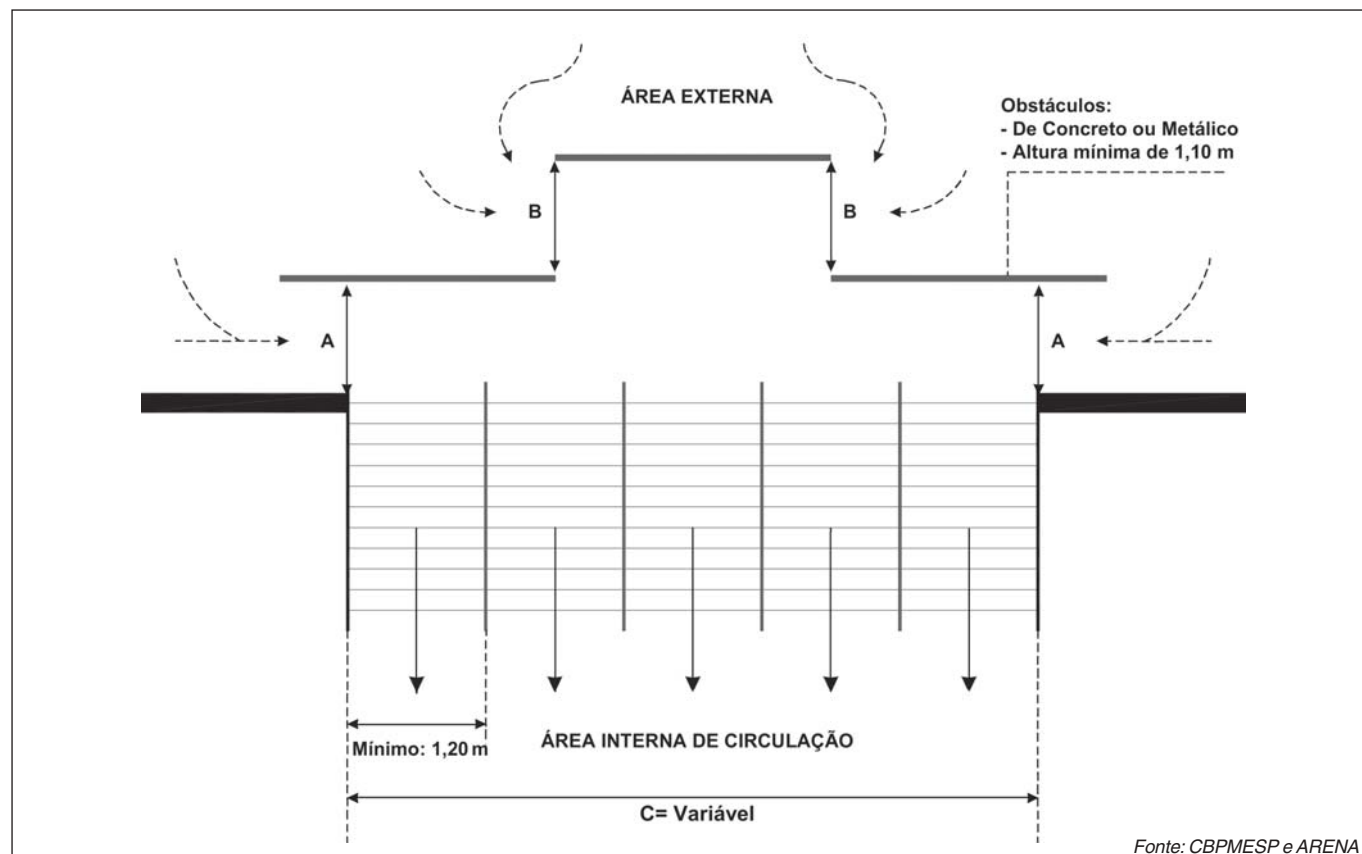 ÁREA EXTERNA
Obstáculos:
- De Concreto ou Metálico
- Altura mínima de 1,10 m
B
B
A
A
Mínimo: 1,20 m
ÁREA INTERNA DE CIRCULAÇÃO
C= Variável
Fonte: CBPMESP e ARENA